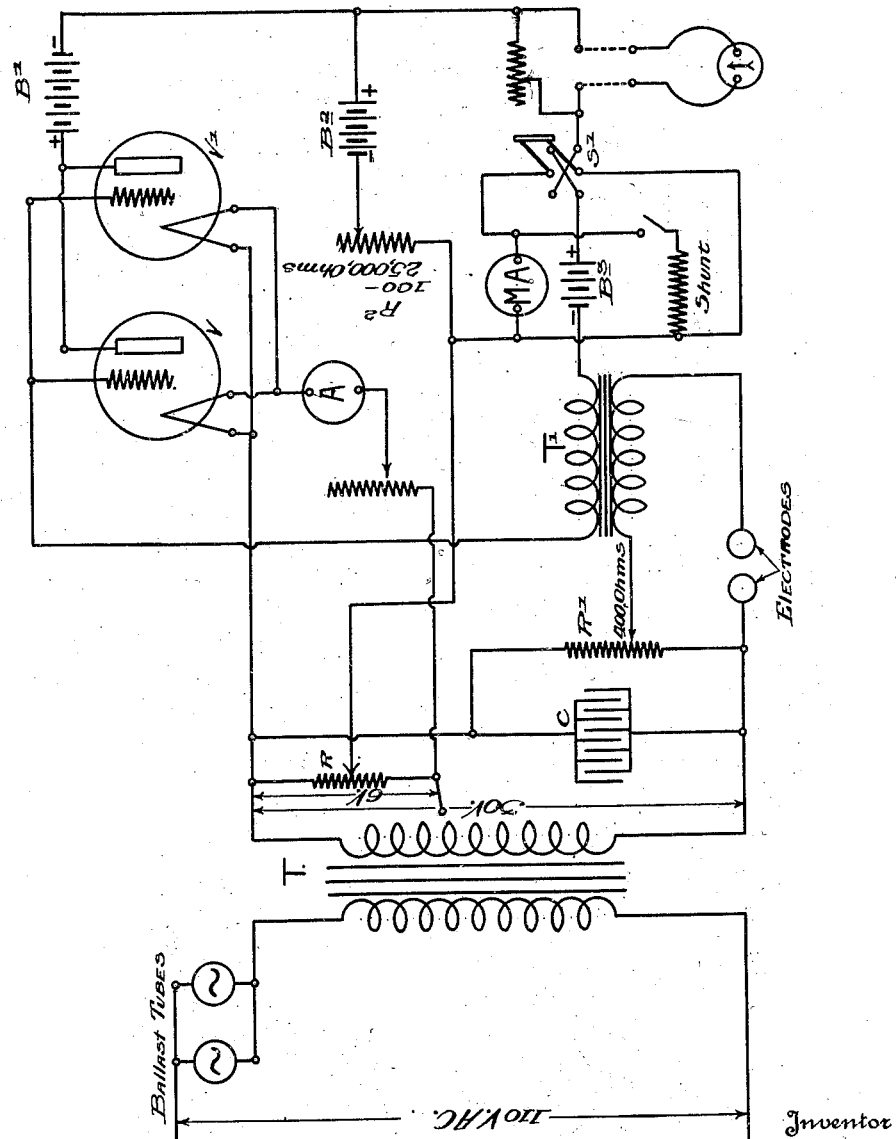 B1
- +
V1
B2
+ -
100-
25,000, Ohms
R2
V
A
S1
MA
+ B3 -
Shunt
T1
ELECTRODES
R1
400, Ohms
C
R
6V.
30V.
T.
BALLAST TUBES
110 V. AC.
Inventor